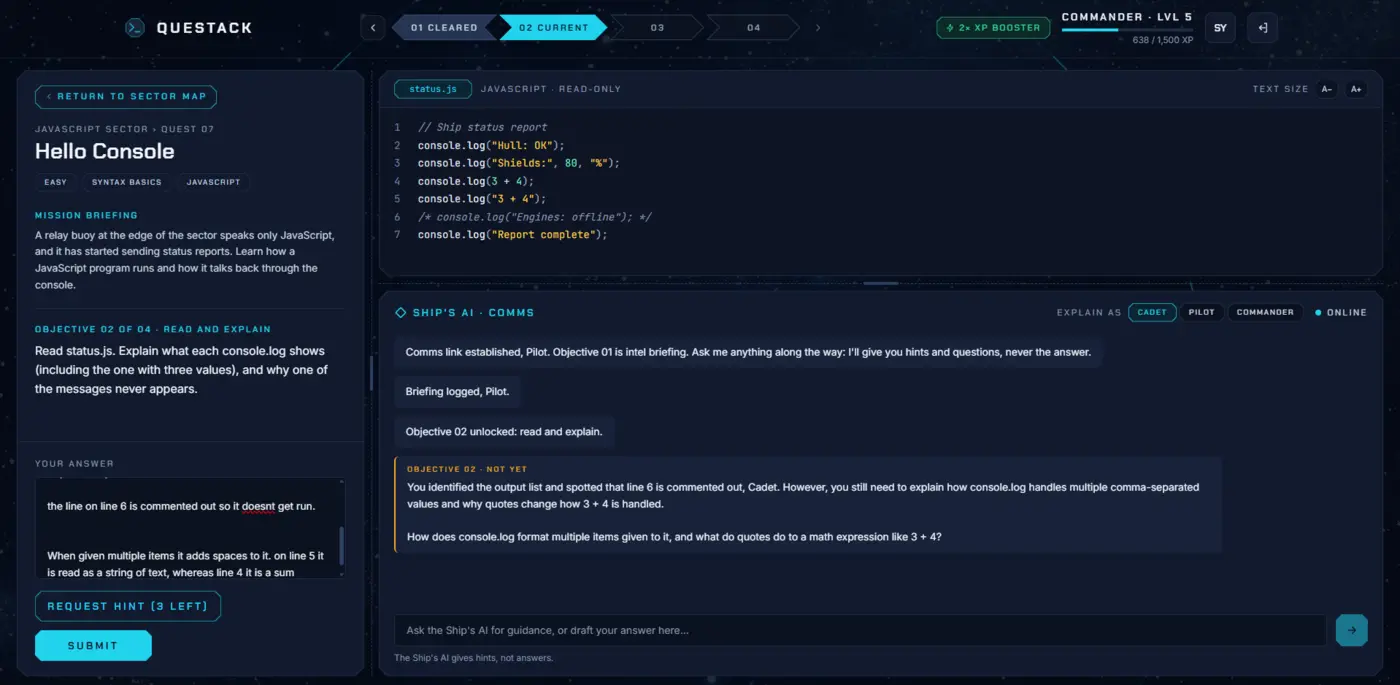 QUESTACK
01 CLEARED
02 CURRENT
03
04
2× XP BOOSTER
COMMANDER · LVL 5
638 / 1,500 XP
SY
‹ RETURN TO SECTOR MAP
JAVASCRIPT SECTOR › QUEST 07
Hello Console
EASY
SYNTAX BASICS
JAVASCRIPT
MISSION BRIEFING
A relay buoy at the edge of the sector speaks only JavaScript,
and it has started sending status reports. Learn how a
JavaScript program runs and how it talks back through the
console.
OBJECTIVE 02 OF 04 · READ AND EXPLAIN
Read status.js. Explain what each console.log shows
(including the one with three values), and why one of
the messages never appears.
YOUR ANSWER
the line on line 6 is commented out so it doesnt get run.
When given multiple items it adds spaces to it. on line 5 it
is read as a string of text, whereas line 4 it is a sum
REQUEST HINT (3 LEFT)
SUBMIT
status.js
JAVASCRIPT · READ-ONLY
TEXT SIZE
A-
A+
1 // Ship status report
2 console.log("Hull: OK");
3 console.log("Shields:", 80, "%");
4 console.log(3 + 4);
5 console.log("3 + 4");
6 /* console.log("Engines: offline"); */
7 console.log("Report complete");
SHIP'S AI · COMMS
EXPLAIN AS
CADET
PILOT
COMMANDER
ONLINE
Comms link established, Pilot. Objective 01 is intel briefing. Ask me anything along the way: I'll give you hints and questions, never the answer.
Briefing logged, Pilot.
Objective 02 unlocked: read and explain.
OBJECTIVE 02 · NOT YET
You identified the output list and spotted that line 6 is commented out, Cadet. However, you still need to explain how console.log handles multiple comma-separated
values and why quotes change how 3 + 4 is handled.
How does console.log format multiple items given to it, and what do quotes do to a math expression like 3 + 4?
Ask the Ship's AI for guidance, or draft your answer here...
The Ship's AI gives hints, not answers.